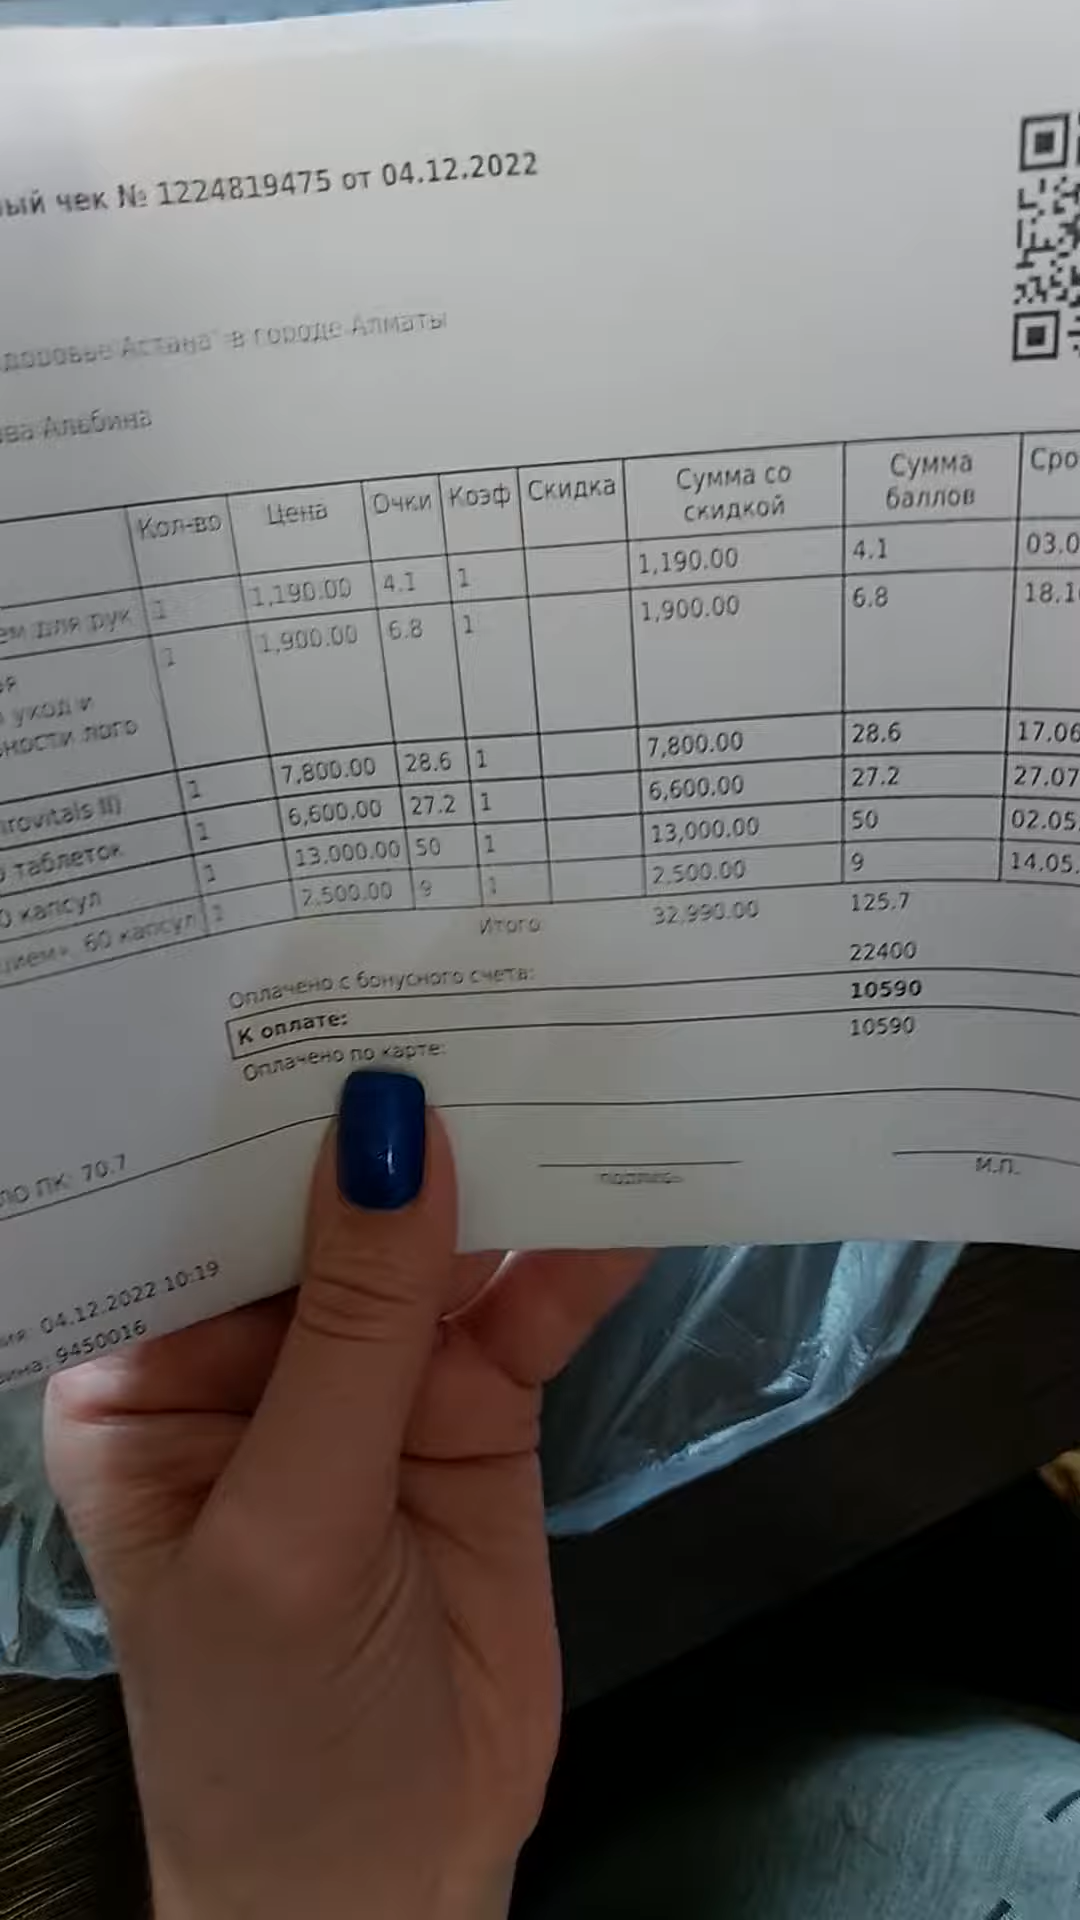 ый чек № 1224819475 от 04.12.2022
доровье Астана" в городе Алматы
ва Альбина
Кол-во Цена Очки Коэф Скидка Сумма со скидкой Сумма баллов Сро
ем для рук 1 1,190.00 4.1 1 1,190.00 4.1 03.0
1 1,900.00 6.8 1 1,900.00 6.8 18.1
уход и
ности лого
rovitals II) 1 7,800.00 28.6 1 7,800.00 28.6 17.06
таблеток 1 6,600.00 27.2 1 6,600.00 27.2 27.07
0 капсул 1 13,000.00 50 1 13,000.00 50 02.05.
ием», 60 капсул 1 2,500.00 9 1 2,500.00 9 14.05.
Итого 32,990.00 125.7
Оплачено с бонусного счета: 22400
К оплате: 10590
Оплачено по карте: 10590
ЛО ПК: 70.7
подпись М.П.
ия: 04.12.2022 10:19
ина: 9450016